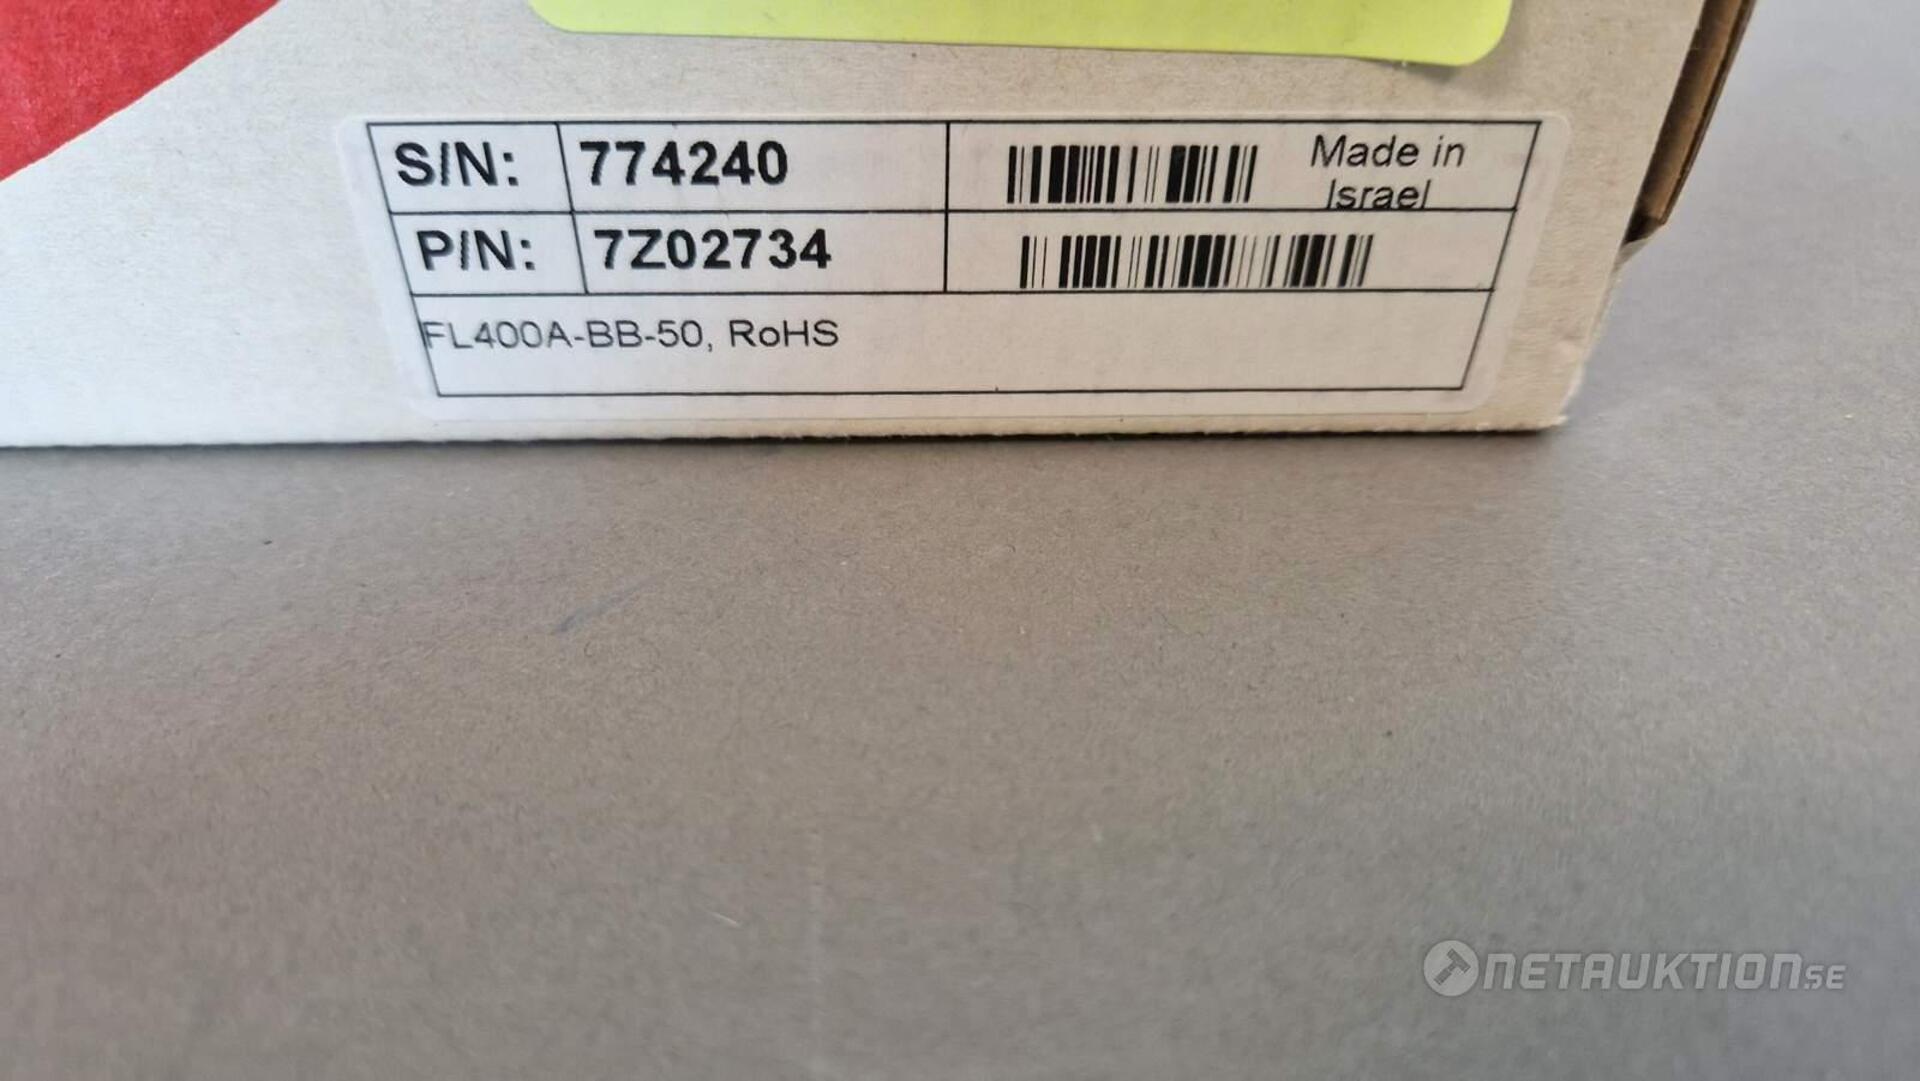 S/N: 774240 Made in
Israel
P/N: 7Z02734
FL400A-BB-50, RoHS
NETAUKTION.SE